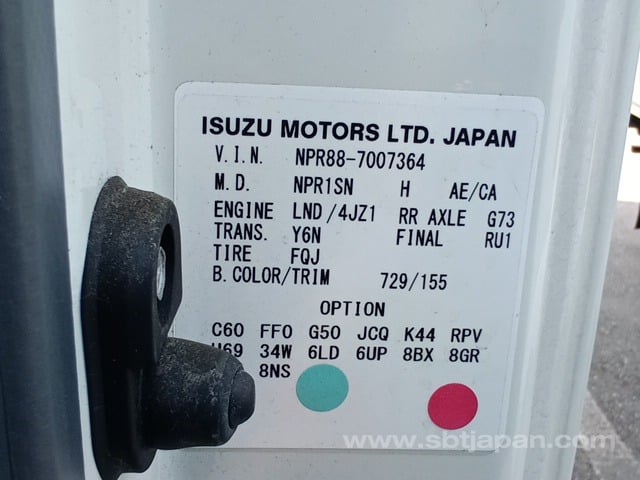 ISUZU MOTORS LTD. JAPAN
V.I.N. NPR88-7007364
M.D. NPR1SN H AE/CA
ENGINE LND/4JZ1 RR AXLE G73
TRANS. Y6N FINAL RU1
TIRE FQJ
B.COLOR/TRIM 729/155
OPTION
C60 FF0 G50 JCQ K44 RPV
34W 6LD 6UP 8BX 8GR
8NS
www.sbtjapan.com